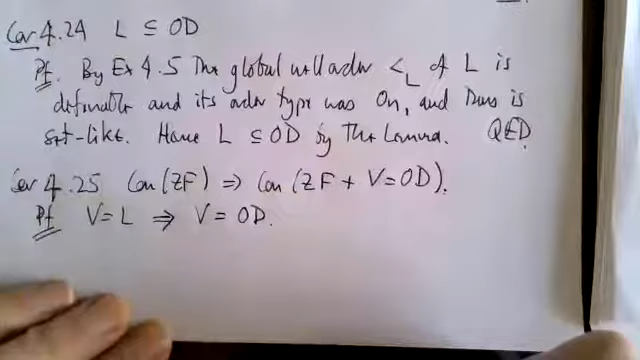 Cor 4.24 L ⊆ OD
Pf. By Ex 4.5 the global wellorder <_L of L is
definable and its order type was On, and thus is
set-like. Hence L ⊆ OD by the Lemma. QED.
Cor 4.25 Con(ZF) ⇒ Con(ZF + V=OD).
Pf V=L ⇒ V=OD.